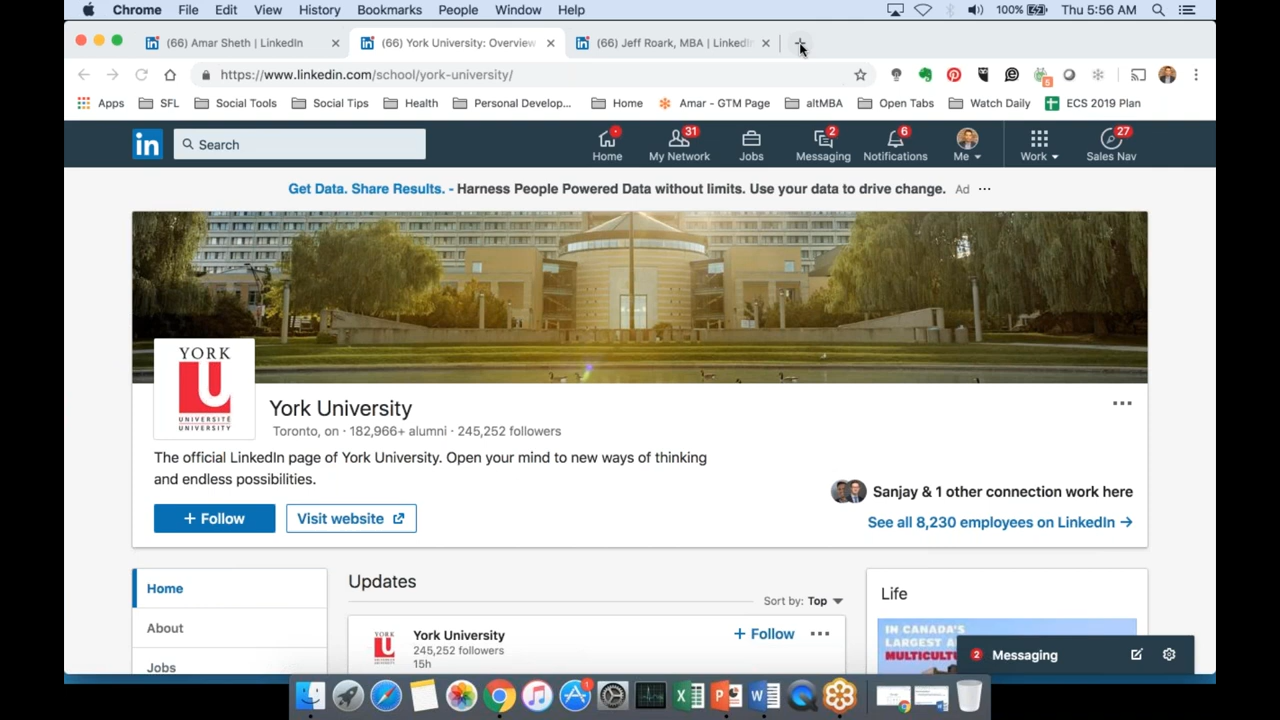 Chrome File Edit View History Bookmarks People Window Help 100% Thu 5:56 AM
(66) Amar Sheth | LinkedIn (66) York University: Overview (66) Jeff Roark, MBA | LinkedIn
https://www.linkedin.com/school/york-university/ 5
Apps SFL Social Tools Social Tips Health Personal Develop... Home Amar - GTM Page altMBA Open Tabs Watch Daily ECS 2019 Plan
in Search Home 31 My Network Jobs 2 Messaging 6 Notifications Me Work 27 Sales Nav
Get Data. Share Results. - Harness People Powered Data without limits. Use your data to drive change. Ad ···
YORK
U
UNIVERSITÉ
UNIVERSITY
York University
Toronto, on · 182,966+ alumni · 245,252 followers
The official LinkedIn page of York University. Open your mind to new ways of thinking
and endless possibilities.
Sanjay & 1 other connection work here
+ Follow Visit website
See all 8,230 employees on LinkedIn →
Home
About
Jobs
Updates
Sort by: Top
York University
245,252 followers
15h
+ Follow
Life
IN CANADA'S
LARGEST A
MULTICULT
2 Messaging
1